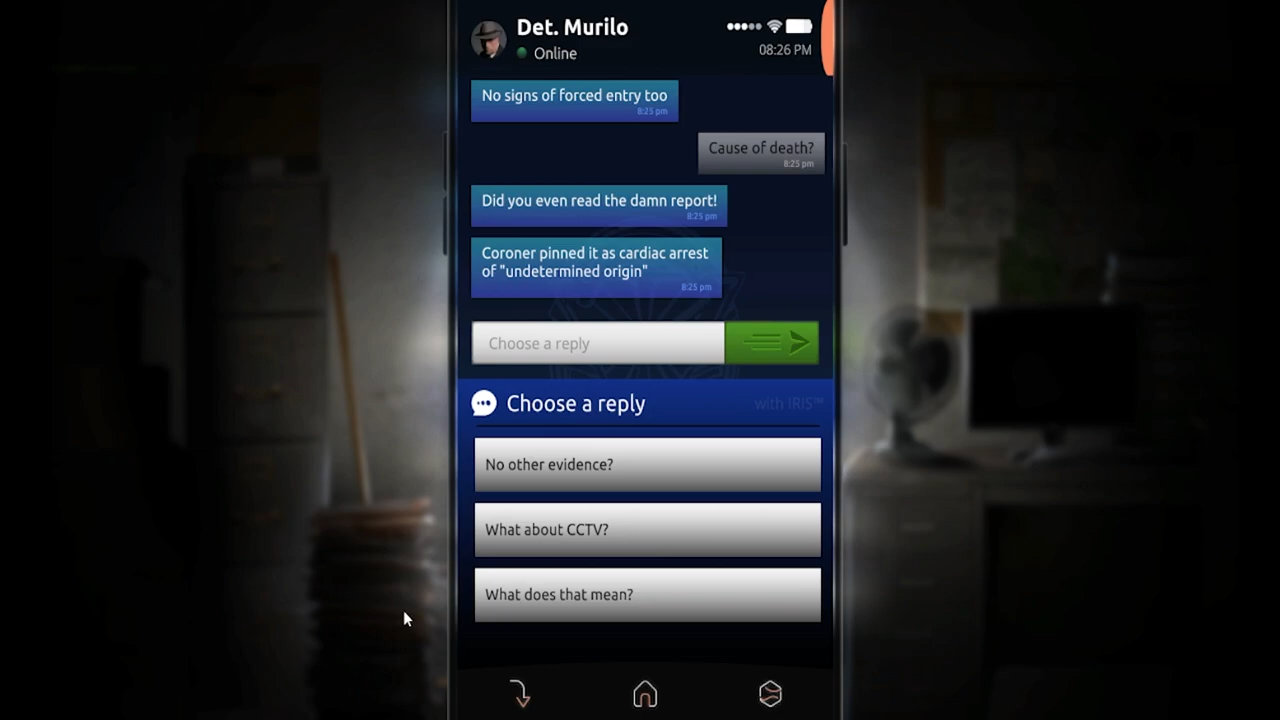 Det. Murilo
Online
08:26 PM
No signs of forced entry too
8:25 pm
Cause of death?
8:25 pm
Did you even read the damn report!
8:25 pm
Coroner pinned it as cardiac arrest
of "undetermined origin"
8:25 pm
Choose a reply
Choose a reply
with IRIS™
No other evidence?
What about CCTV?
What does that mean?